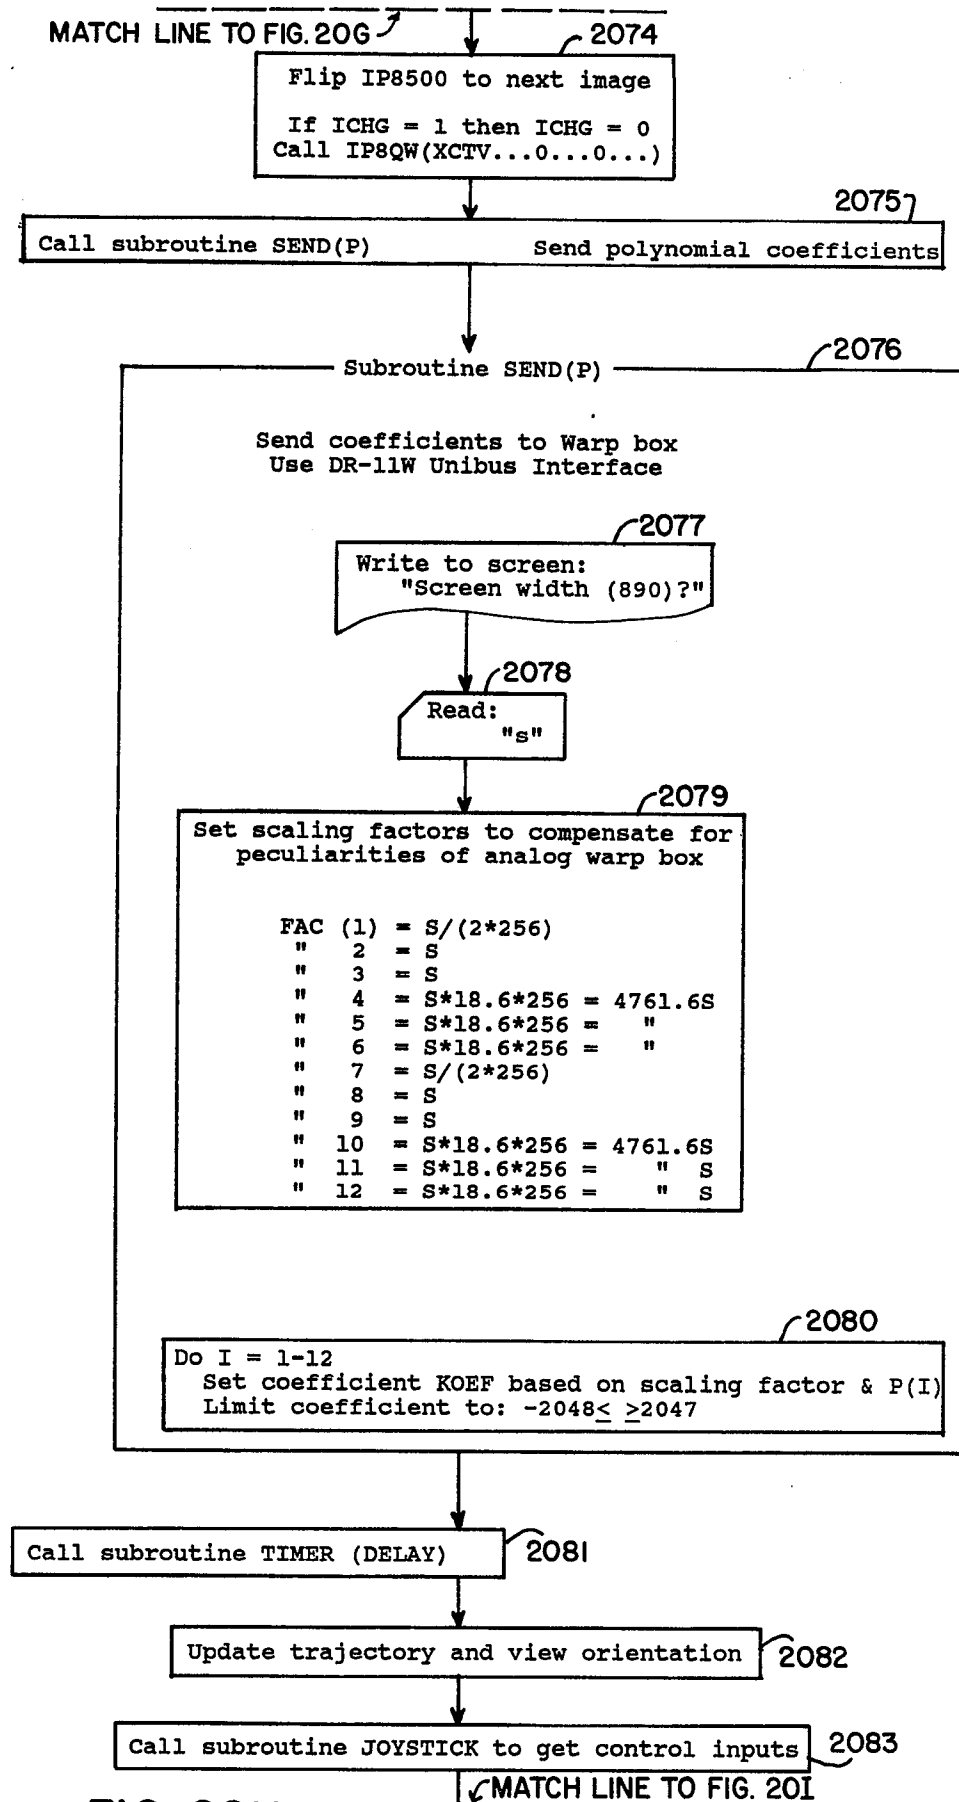 MATCH LINE TO FIG. 20G
2074
Flip IP8500 to next image
If ICHG = 1 then ICHG = 0
Call IP8QW(XCTV...0...0...)
2075
Call subroutine SEND(P) Send polynomial coefficients
2076
Subroutine SEND(P)
Send coefficients to Warp box
Use DR-11W Unibus Interface
2077
Write to screen:
"Screen width (890)?"
2078
Read:
"s"
2079
Set scaling factors to compensate for
peculiarities of analog warp box
FAC (1) = S/(2*256)
" 2 = S
" 3 = S
" 4 = S*18.6*256 = 4761.6S
" 5 = S*18.6*256 = "
" 6 = S*18.6*256 = "
" 7 = S/(2*256)
" 8 = S
" 9 = S
" 10 = S*18.6*256 = 4761.6S
" 11 = S*18.6*256 = " S
" 12 = S*18.6*256 = " S
2080
Do I = 1-12
Set coefficient KOEF based on scaling factor & P(I)
Limit coefficient to: -2048≤ ≥2047
Call subroutine TIMER (DELAY) 2081
Update trajectory and view orientation 2082
Call subroutine JOYSTICK to get control inputs 2083
MATCH LINE TO FIG. 20I